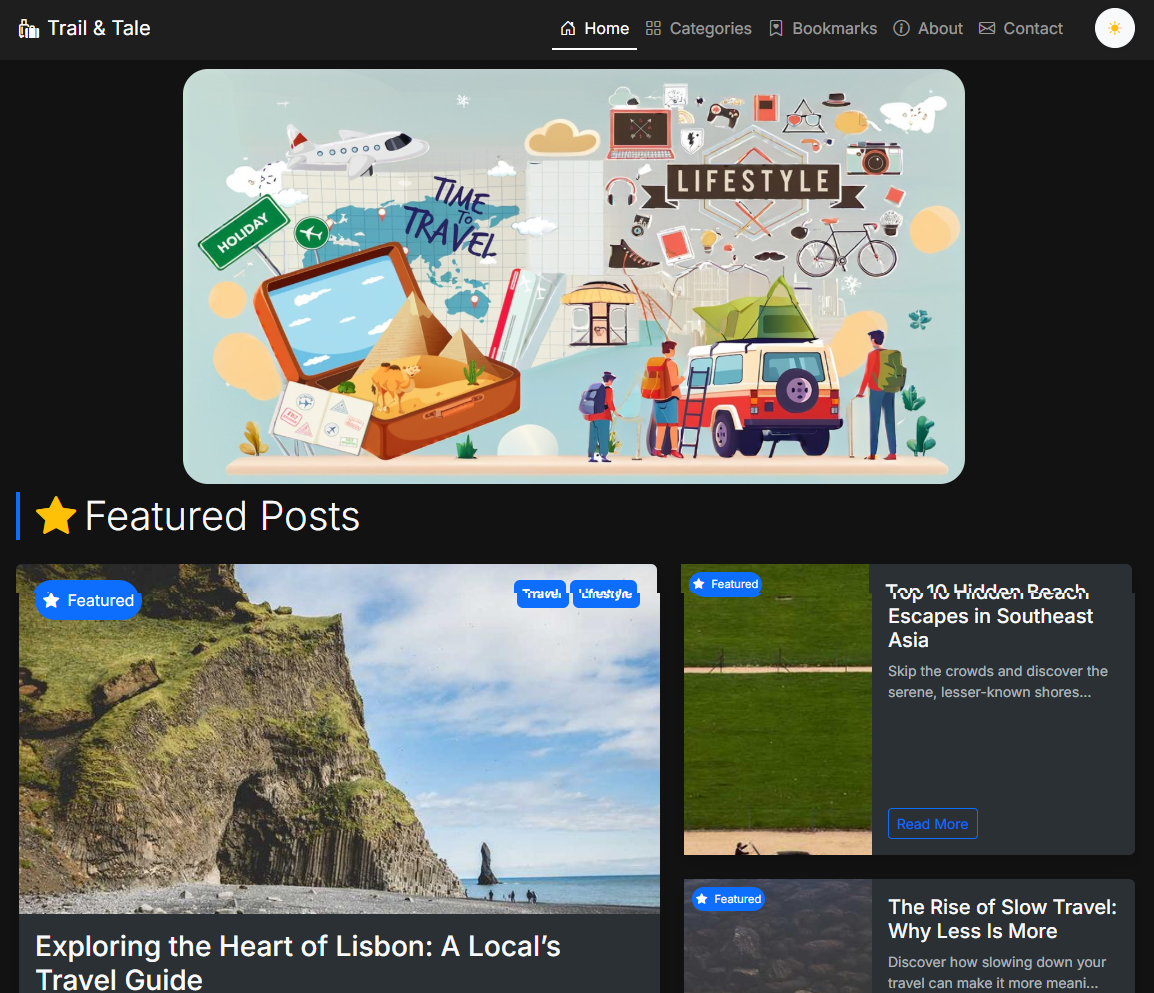 Trail & Tale
Home
Categories
Bookmarks
About
Contact
HOLIDAY
TIME
TO
TRAVEL
LIFESTYLE
Featured Posts
Featured
Travel
Lifestyle
Featured
Top 10 Hidden Beach
Escapes in Southeast
Asia
Skip the crowds and discover the
serene, lesser-known shores...
Read More
Exploring the Heart of Lisbon: A Local’s
Travel Guide
Featured
The Rise of Slow Travel:
Why Less Is More
Discover how slowing down your
travel can make it more meani...